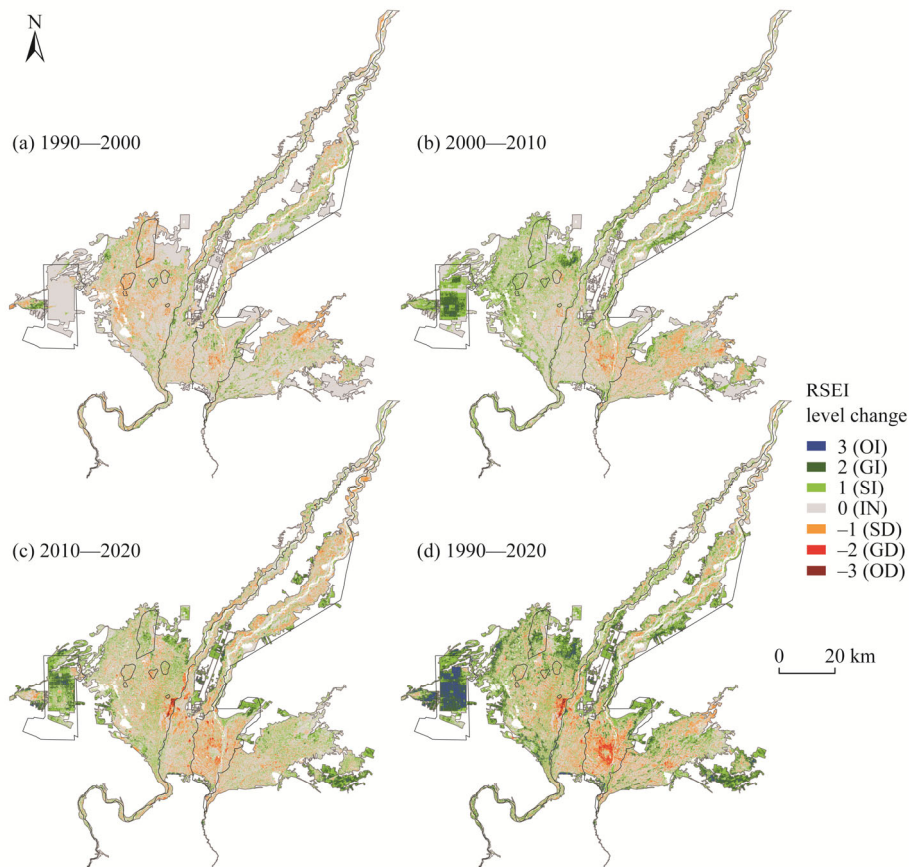 N
(a) 1990—2000
(b) 2000—2010
RSEI
level change
3 (OI)
2 (GI)
1 (SI)
0 (IN)
–1 (SD)
–2 (GD)
–3 (OD)
(c) 2010—2020
(d) 1990—2020
0 20 km